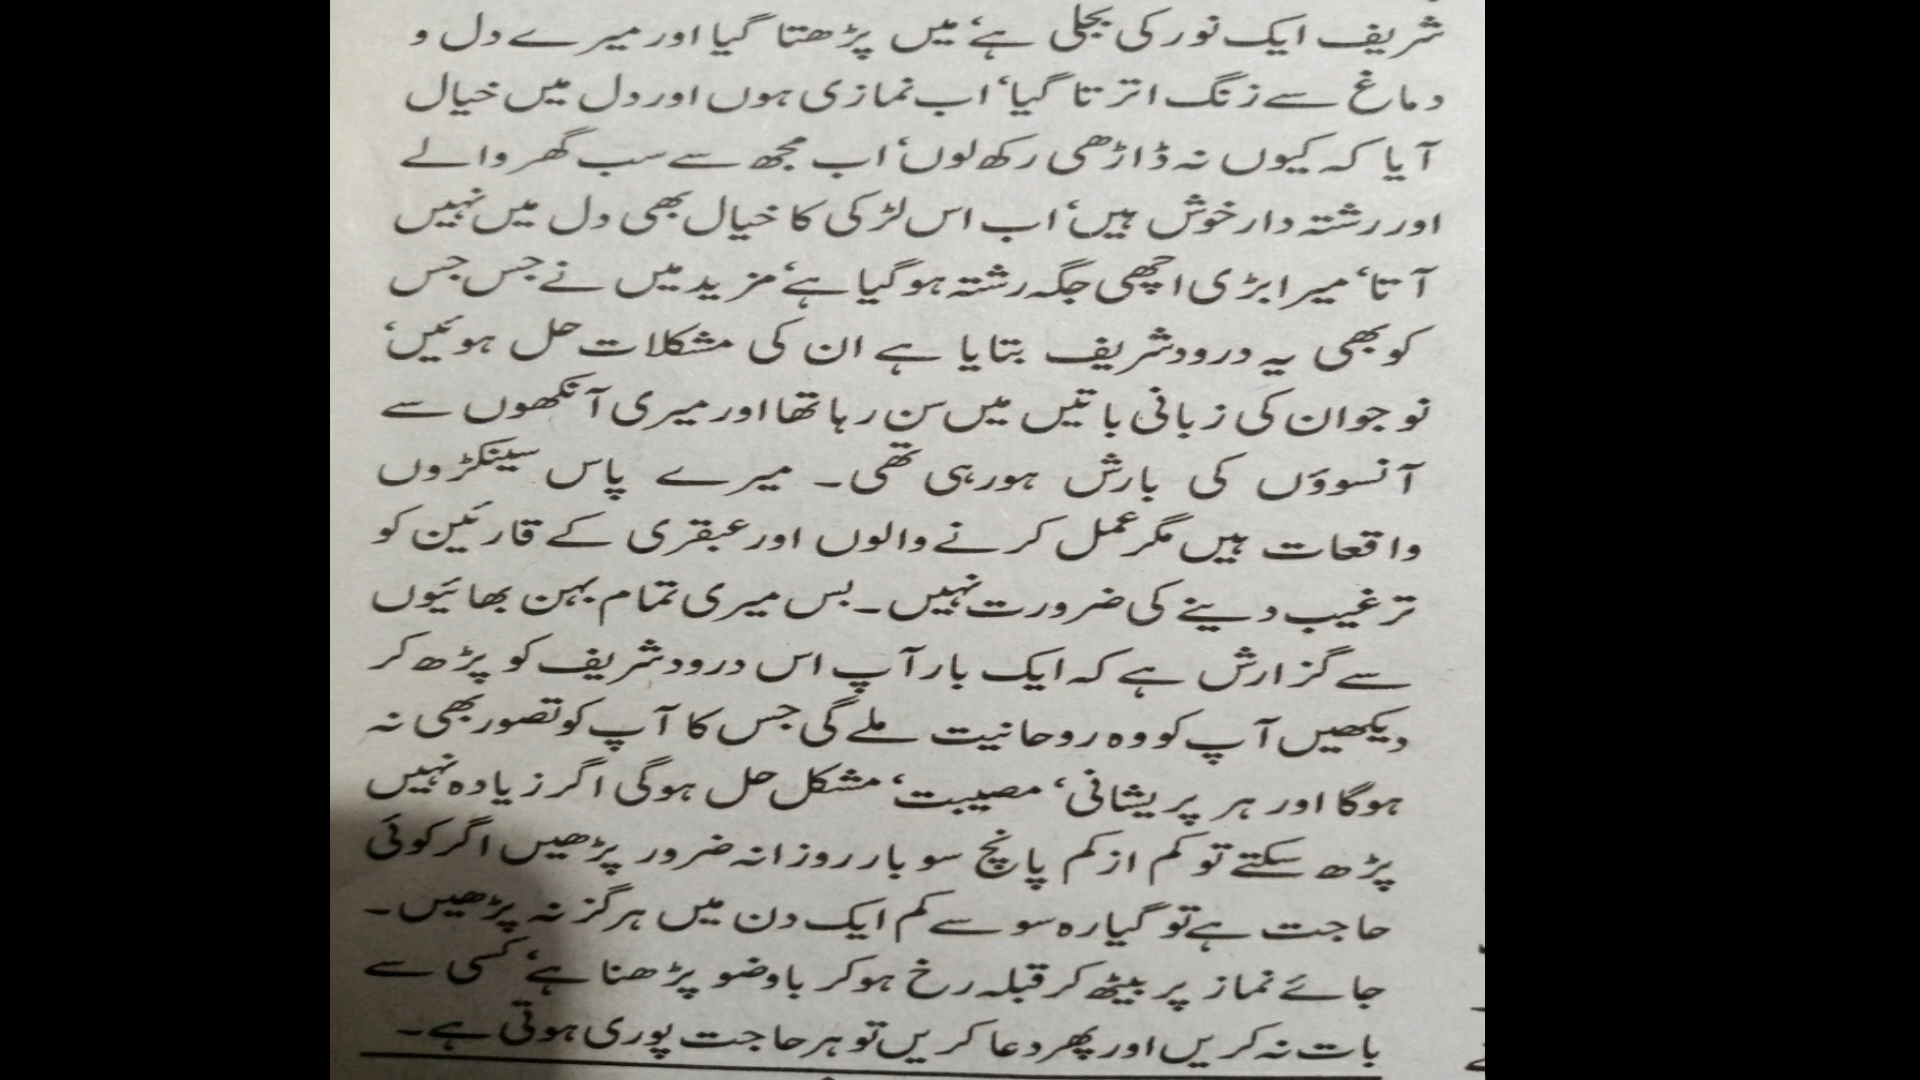 شریف ایک نور کی بجلی ہے‘ میں پڑھتا گیا اور میرے دل و
دماغ سے زنگ اترتا گیا‘ اب نمازی ہوں اور دل میں خیال
آیا کہ کیوں نہ ڈاڑھی رکھ لوں‘ اب مجھ سے سب گھر والے
اور رشتہ دار خوش ہیں‘ اب اس لڑکی کا خیال بھی دل میں نہیں
آتا‘ میرا بڑی اچھی جگہ رشتہ ہوگیا ہے‘ مزید میں نے جس جس
کو بھی یہ درود شریف بتایا ہے ان کی مشکلات حل ہوئیں‘
نوجوان کی زبانی باتیں میں سن رہا تھا اور میری آنکھوں سے
آنسوؤں کی بارش ہورہی تھی۔ میرے پاس سینکڑوں
واقعات ہیں مگر عمل کرنے والوں اور عبقری کے قارئین کو
ترغیب دینے کی ضرورت نہیں۔ بس میری تمام بہن بھائیوں
سے گزارش ہے کہ ایک بار آپ اس درود شریف کو پڑھ کر
دیکھیں آپ کو وہ روحانیت ملے گی جس کا آپ کو تصور بھی نہ
ہوگا اور ہر پریشانی‘ مصیبت‘ مشکل حل ہوگی اگر زیادہ نہیں
پڑھ سکتے تو کم از کم پانچ سو بار روزانہ ضرور پڑھیں اگر کوئی
حاجت ہے تو گیارہ سو سے کم ایک دن میں ہرگز نہ پڑھیں۔
جائے نماز پر بیٹھ کر قبلہ رخ ہوکر باوضو پڑھنا ہے‘ کسی سے
بات نہ کریں اور پھر دعا کریں تو ہر حاجت پوری ہوتی ہے۔